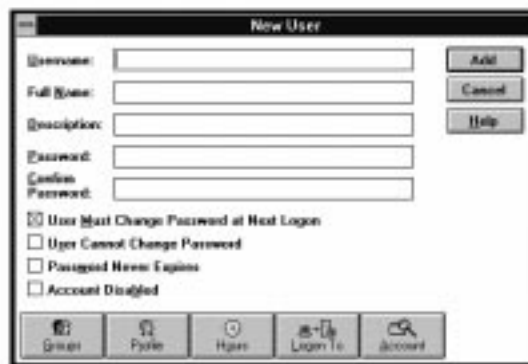 New User
Username:
Add
Full Name:
Cancel
Description:
Help
Password:
Confirm
Password:
User Must Change Password at Next Logon
User Cannot Change Password
Password Never Expires
Account Disabled
Groups
Profile
Hours
Logon To
Account